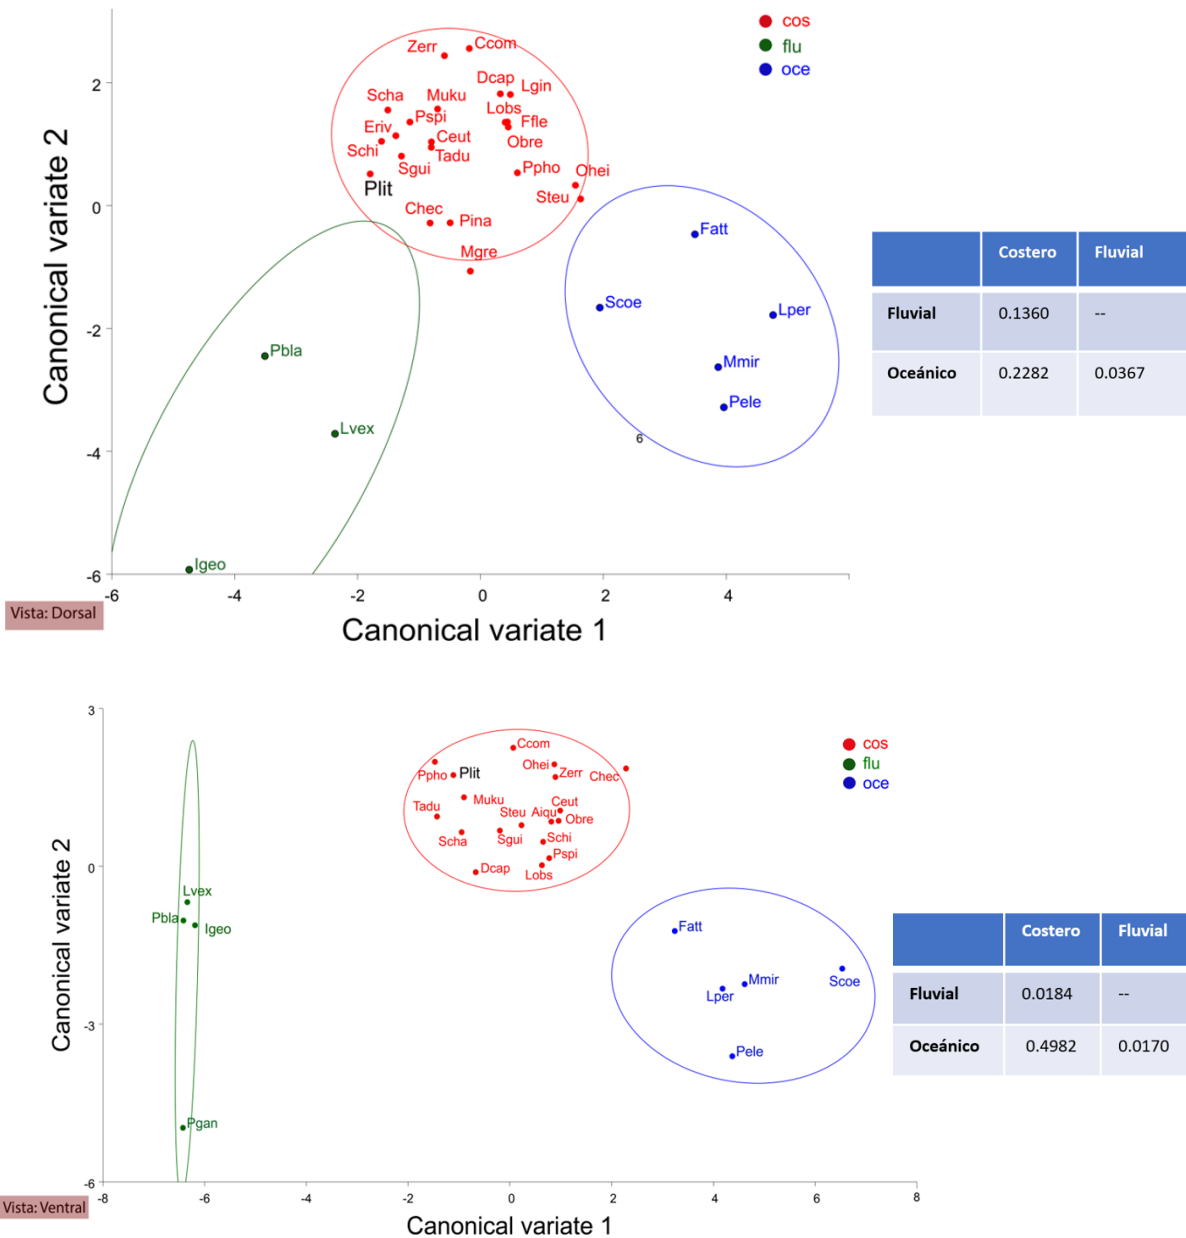 cos
flu
oce
Canonical variate 2
2
0
-2
-4
-6
Zerr
Ccom
Dcap
Lgin
Scha
Muku
Lobs
Pspi
Ffle
Eriv
Ceut
Obre
Schi
Tadu
Sgui
Ppho
Ohei
Plit
Steu
Chec
Pina
Mgre
Fatt
Scoe
Lper
Pbla
Mmir
Pele
Lvex
6
Igeo
-6
-4
-2
0
2
4
Canonical variate 1
Vista: Dorsal
Costero Fluvial
Fluvial 0.1360 --
Oceánico 0.2282 0.0367
cos
flu
oce
Canonical variate 2
3
0
-3
-6
Ccom
Ohei
Ppho
Plit
Zerr
Chec
Muku
Tadu
Ceut
Steu
Aiqu
Obre
Scha
Sgui
Schi
Pspi
Dcap
Lobs
Lvex
Pbla
Igeo
Fatt
Mmir
Scoe
Lper
Pele
Pgan
-8
-6
-4
-2
0
2
4
6
8
Canonical variate 1
Vista: Ventral
Costero Fluvial
Fluvial 0.0184 --
Oceánico 0.4982 0.0170